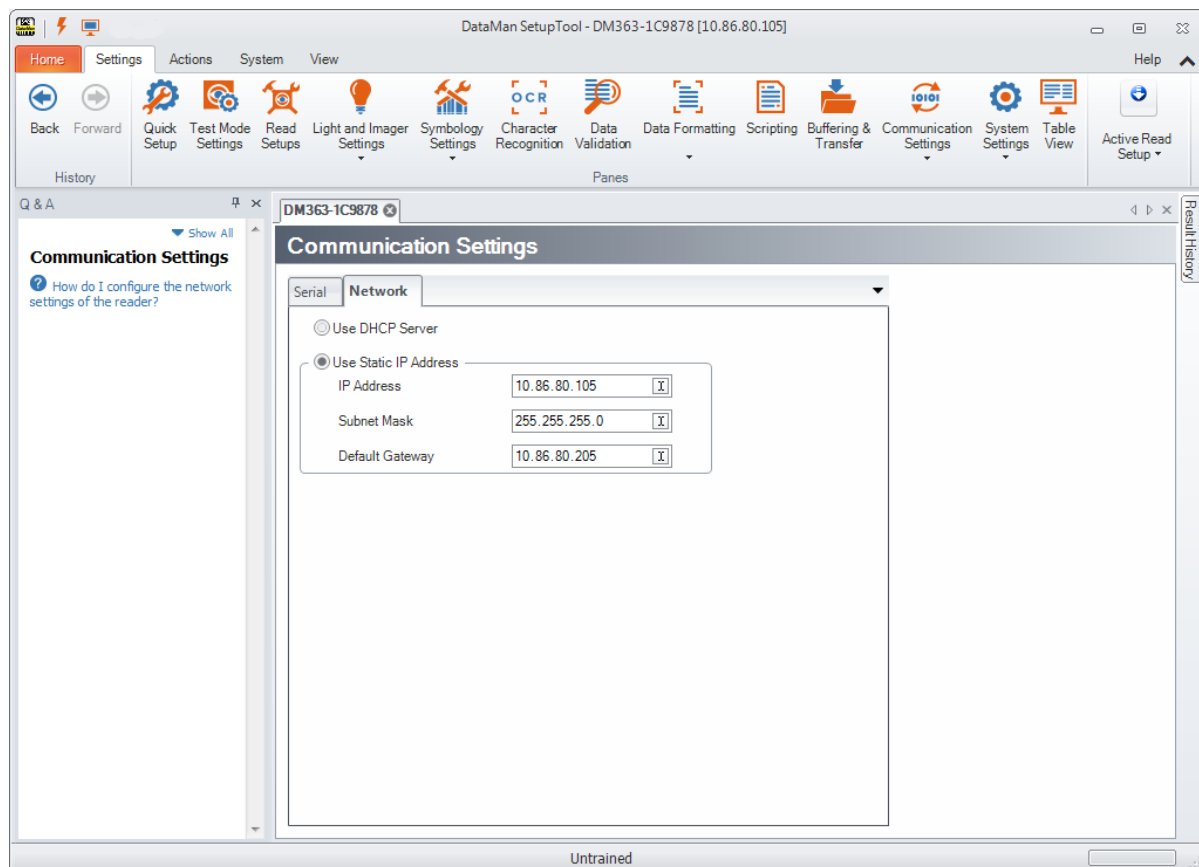 DataMan SetupTool - DM363-1C9878 [10.86.80.105]
Home Settings Actions System View Help
Back
Forward
Quick
Setup
Test Mode
Settings
Read
Setups
Light and Imager
Settings
Symbology
Settings
OCR
Character
Recognition
Data
Validation
Data Formatting
Scripting
Buffering &
Transfer
10101
Communication
Settings
System
Settings
Table
View
Active Read
Setup
History
Panes
Q & A
Show All
Communication Settings
? How do I configure the network
settings of the reader?
DM363-1C9878
Communication Settings
Serial Network
Use DHCP Server
Use Static IP Address
IP Address 10.86.80.105
Subnet Mask 255.255.255.0
Default Gateway 10.86.80.205
Result History
Untrained